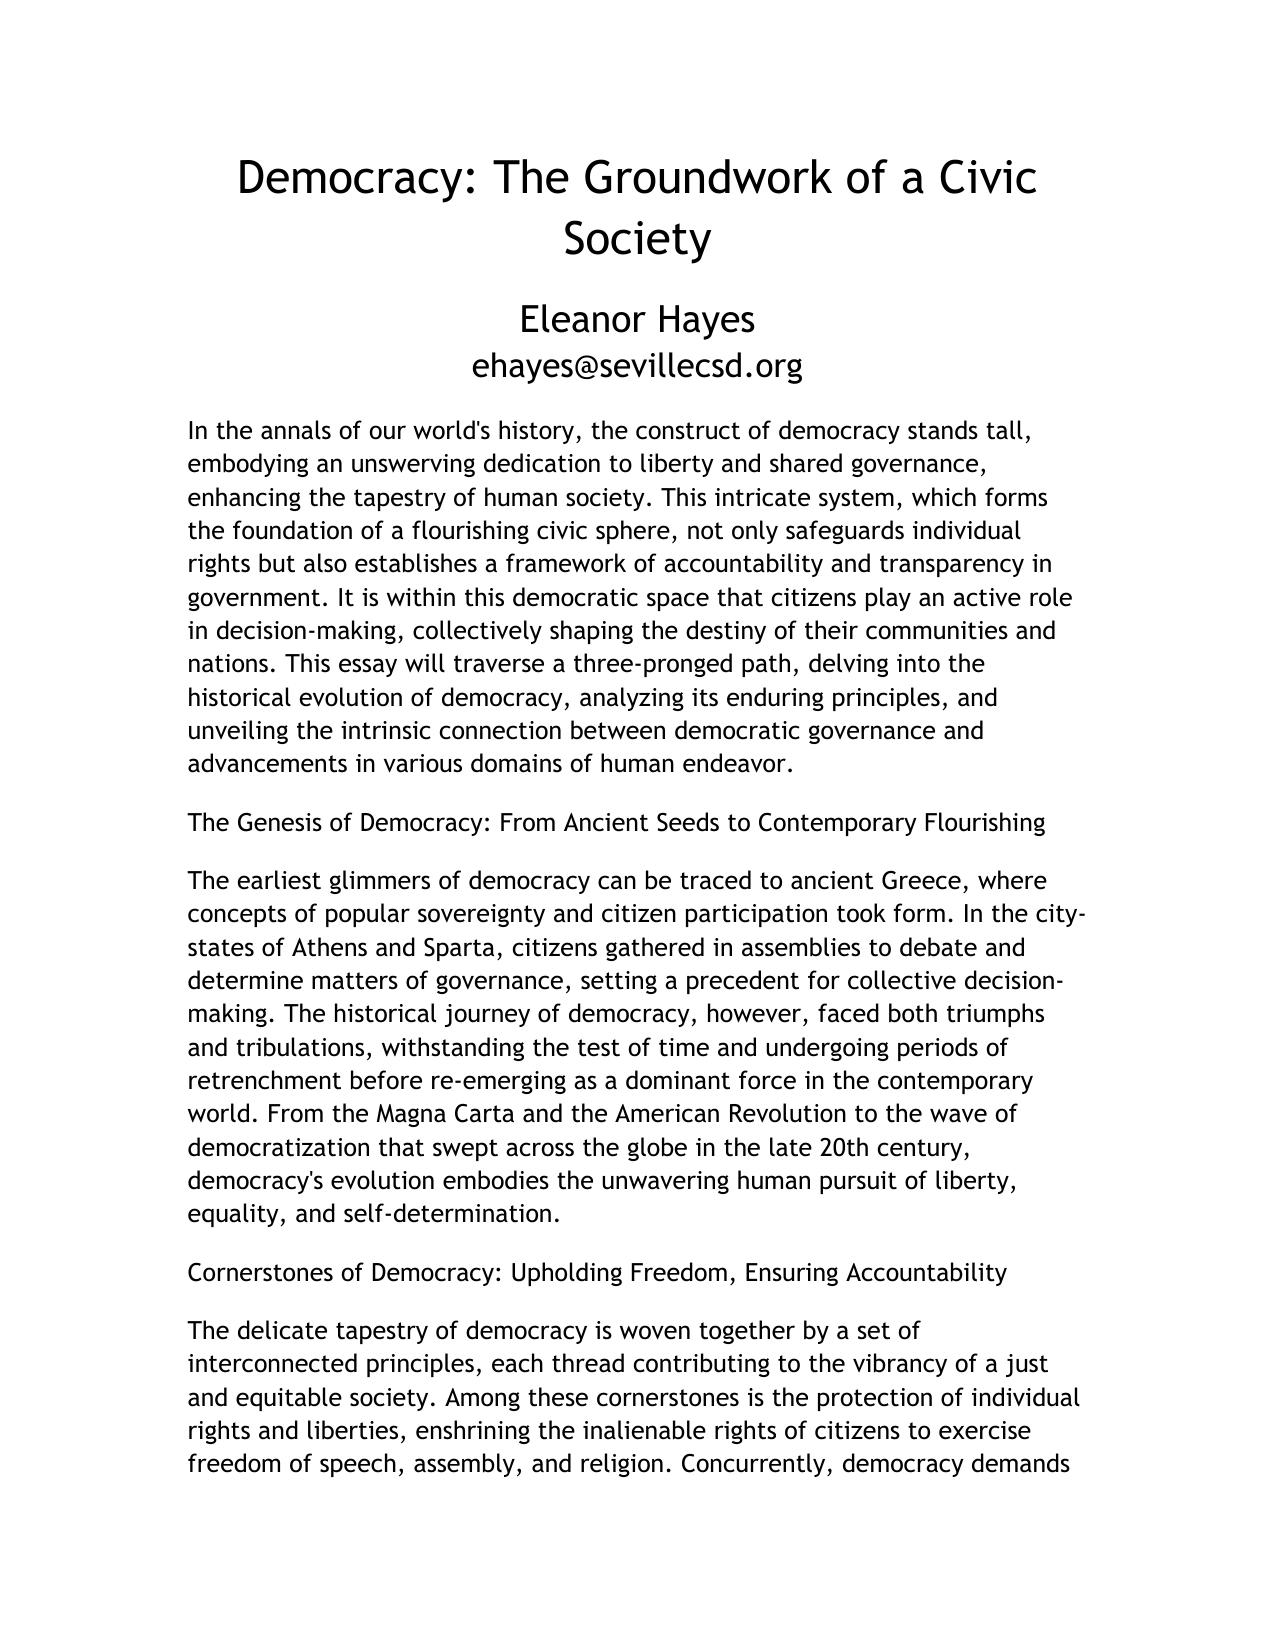 Democracy: The Groundwork of a Civic
Society
Eleanor Hayes
ehayes@sevillecsd.org
In the annals of our world's history, the construct of democracy stands tall,
embodying an unswerving dedication to liberty and shared governance,
enhancing the tapestry of human society. This intricate system, which forms
the foundation of a flourishing civic sphere, not only safeguards individual
rights but also establishes a framework of accountability and transparency in
government. It is within this democratic space that citizens play an active role
in decision-making, collectively shaping the destiny of their communities and
nations. This essay will traverse a three-pronged path, delving into the
historical evolution of democracy, analyzing its enduring principles, and
unveiling the intrinsic connection between democratic governance and
advancements in various domains of human endeavor.
The Genesis of Democracy: From Ancient Seeds to Contemporary Flourishing
The earliest glimmers of democracy can be traced to ancient Greece, where
concepts of popular sovereignty and citizen participation took form. In the city-
states of Athens and Sparta, citizens gathered in assemblies to debate and
determine matters of governance, setting a precedent for collective decision-
making. The historical journey of democracy, however, faced both triumphs
and tribulations, withstanding the test of time and undergoing periods of
retrenchment before re-emerging as a dominant force in the contemporary
world. From the Magna Carta and the American Revolution to the wave of
democratization that swept across the globe in the late 20th century,
democracy's evolution embodies the unwavering human pursuit of liberty,
equality, and self-determination.
Cornerstones of Democracy: Upholding Freedom, Ensuring Accountability
The delicate tapestry of democracy is woven together by a set of
interconnected principles, each thread contributing to the vibrancy of a just
and equitable society. Among these cornerstones is the protection of individual
rights and liberties, enshrining the inalienable rights of citizens to exercise
freedom of speech, assembly, and religion. Concurrently, democracy demands